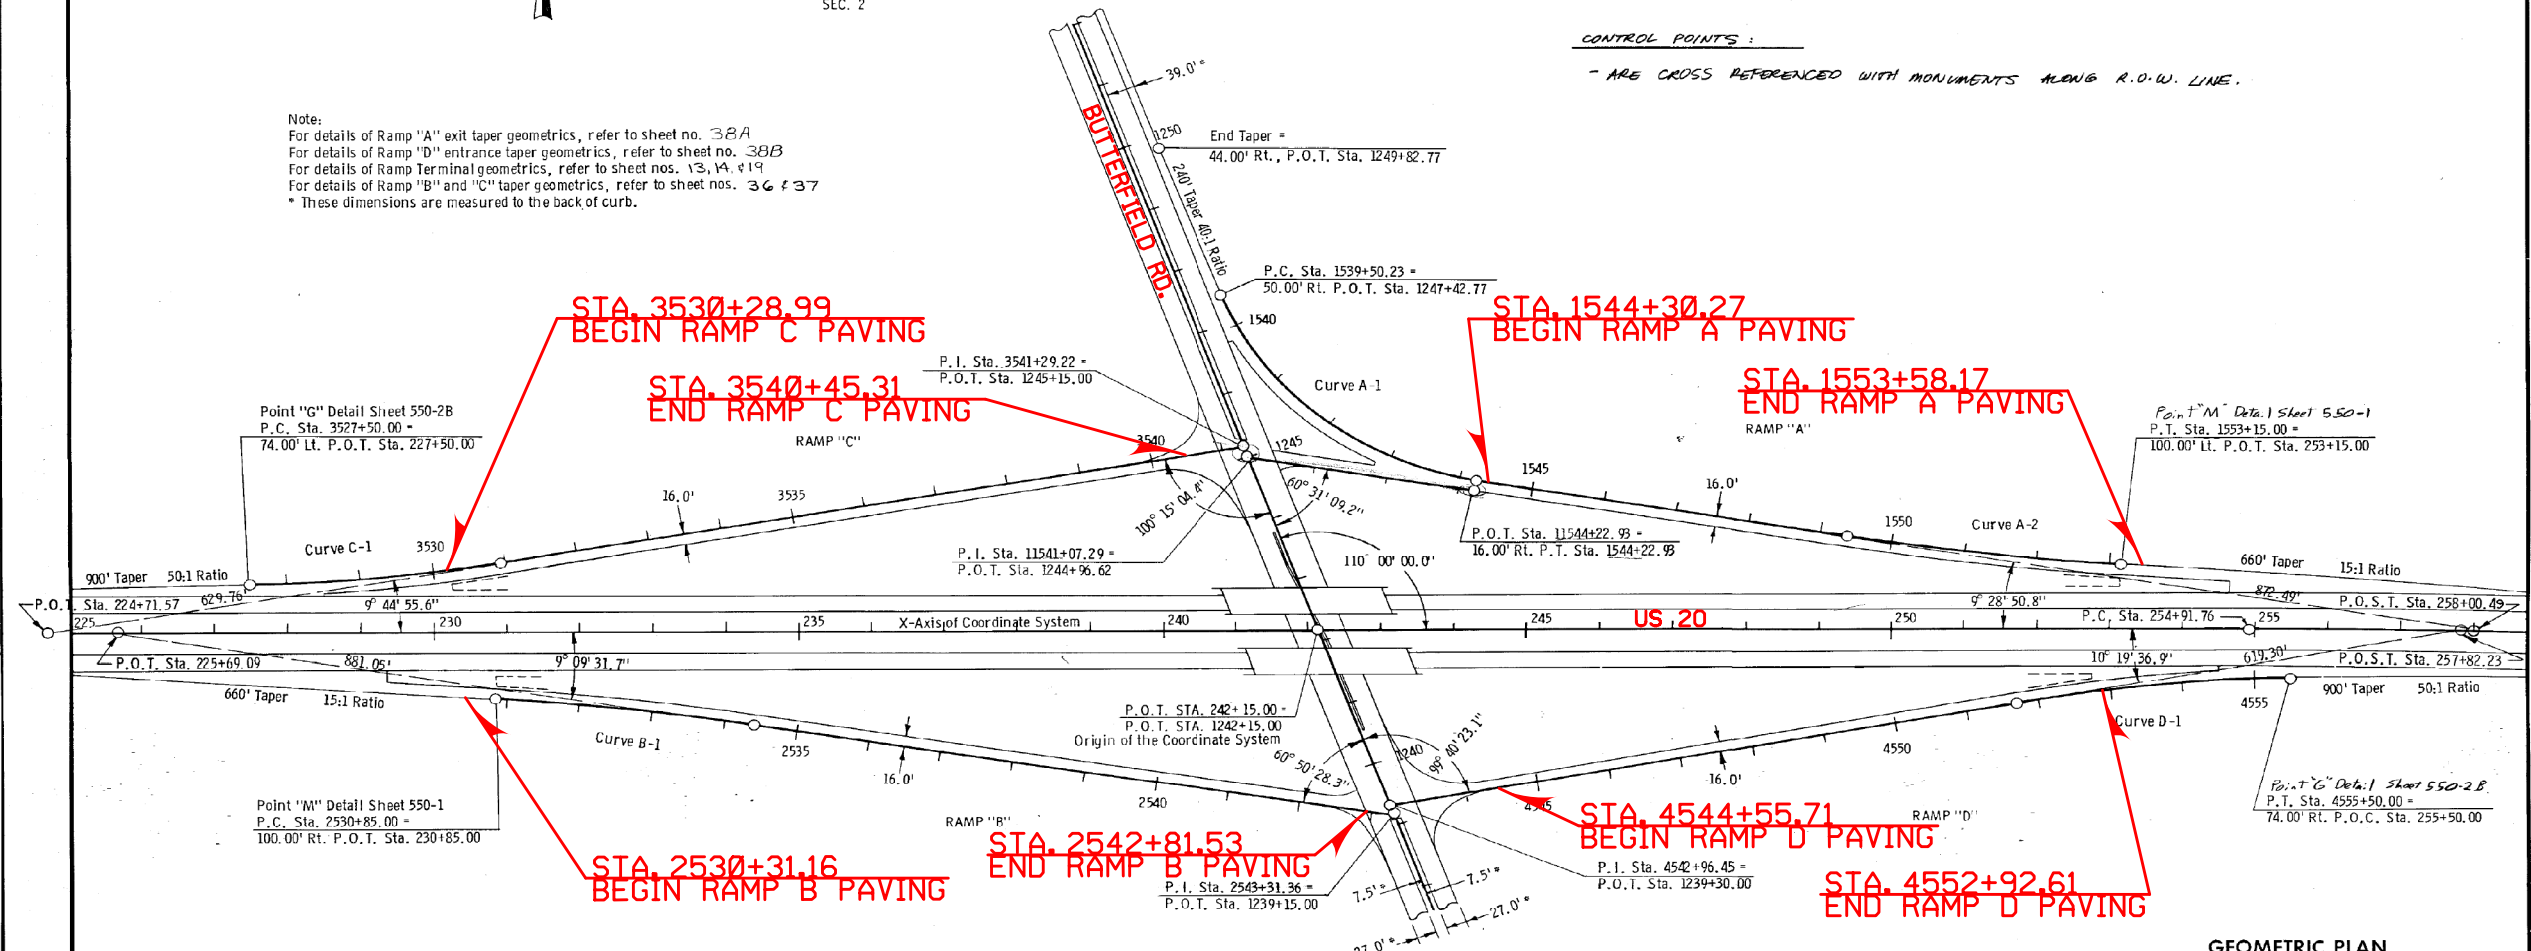 SEC. 2
CONTROL POINTS :
- ARE CROSS REFERENCED WITH MONUMENTS ALONG R.O.W. LINE.
Note:
For details of Ramp "A" exit taper geometrics, refer to sheet no. 38A
For details of Ramp "D" entrance taper geometrics, refer to sheet no. 38B
For details of Ramp Terminal geometrics, refer to sheet nos. 13, 14, & 19
For details of Ramp "B" and "C" taper geometrics, refer to sheet nos. 36 & 37
* These dimensions are measured to the back of curb.
39.0'*
BUTTERFIELD RD.
1250
End Taper =
44.00' Rt., P.O.T. Sta. 1249+82.77
240' Taper 40:1 Ratio
P.C. Sta. 1539+50.23 =
50.00' Rt. P.O.T. Sta. 1247+42.77
1540
Curve A-1
STA. 3530+28.99
BEGIN RAMP C PAVING
STA. 1544+30.27
BEGIN RAMP A PAVING
P.I. Sta. 3541+29.22 =
P.O.T. Sta. 1245+15.00
STA. 3540+45.31
END RAMP C PAVING
STA. 1553+58.17
END RAMP A PAVING
Point "G" Detail Sheet 550-2B
P.C. Sta. 3527+50.00 =
74.00' Lt. P.O.T. Sta. 227+50.00
RAMP "C"
3540
1245
RAMP "A"
Point "M" Detail Sheet 550-1
P.T. Sta. 1553+15.00 =
100.00' Lt. P.O.T. Sta. 253+15.00
16.0'
3535
100° 15' 04.4"
60° 31' 09.2"
1545
16.0'
1550
Curve A-2
Curve C-1
3530
P.I. Sta. 11541+07.29 =
P.O.T. Sta. 1244+96.62
P.O.T. Sta. 11544+22.93 =
16.00' Rt. P.T. Sta. 1544+22.93
110° 00' 00.0"
900' Taper 50:1 Ratio
660' Taper 15:1 Ratio
P.O.T. Sta. 224+71.57
629.76'
9° 44' 55.6"
9° 28' 50.8"
872.49'
P.O.S.T. Sta. 258+00.49
225
230
235
X-Axis of Coordinate System
240
245
US 20
250
P.C. Sta. 254+91.76
255
P.O.T. Sta. 225+69.09
881.05'
9° 09' 31.7"
10° 19' 36.9"
619.30'
P.O.S.T. Sta. 257+82.23
660' Taper 15:1 Ratio
900' Taper 50:1 Ratio
P.O.T. STA. 242+15.00 =
P.O.T. STA. 1242+15.00
Origin of the Coordinate System
Curve B-1
2535
16.0'
60° 50' 28.3"
1240
99° 40' 23.1"
16.0'
4550
Curve D-1
4555
Point "M" Detail Sheet 550-1
P.C. Sta. 2530+85.00 =
100.00' Rt. P.O.T. Sta. 230+85.00
2540
RAMP "B"
4545
RAMP "D"
Point "G" Detail Sheet 550-2B
P.T. Sta. 4555+50.00 =
74.00' Rt. P.O.C. Sta. 255+50.00
STA. 2530+31.16
BEGIN RAMP B PAVING
STA. 2542+81.53
END RAMP B PAVING
STA. 4544+55.71
BEGIN RAMP D PAVING
P.I. Sta. 2543+31.36 =
P.O.T. Sta. 1239+15.00
P.I. Sta. 4542+96.45 =
P.O.T. Sta. 1239+30.00
STA. 4552+92.61
END RAMP D PAVING
7.5'*
7.5'*
27.0'*
27.0'*
GEOMETRIC PLAN